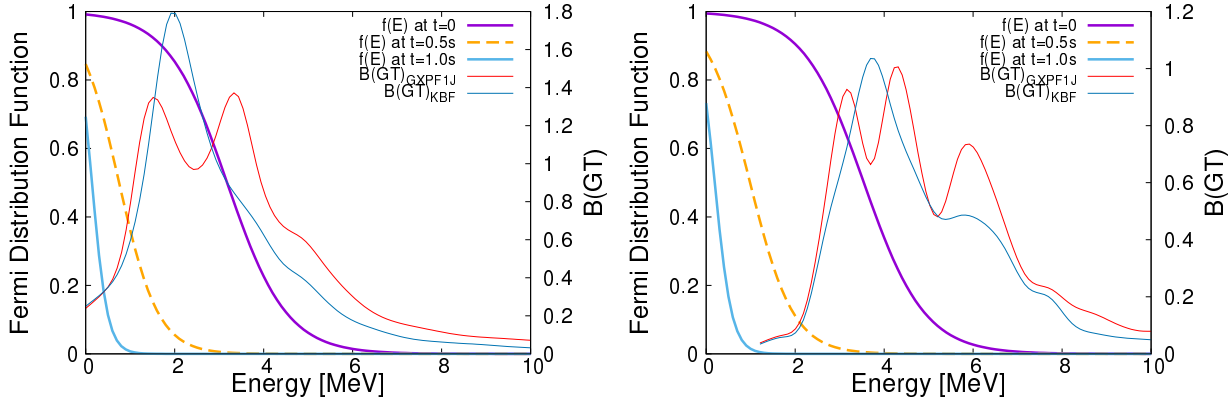 Fermi Distribution Function
1
0.8
0.6
0.4
0.2
0
f(E) at t=0
f(E) at t=0.5s
f(E) at t=1.0s
B(GT)GXPF1J
B(GT)KBF
1.8
1.6
1.4
1.2
1
0.8
0.6
0.4
0.2
0
B(GT)
0 2 4 6 8 10
Energy [MeV]
Fermi Distribution Function
1
0.8
0.6
0.4
0.2
0
f(E) at t=0
f(E) at t=0.5s
f(E) at t=1.0s
B(GT)GXPF1J
B(GT)KBF
1.2
1
0.8
0.6
0.4
0.2
0
B(GT)
0 2 4 6 8 10
Energy [MeV]